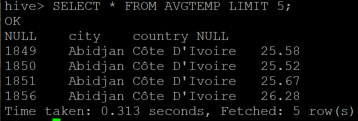 hive> SELECT * FROM AVGTEMP LIMIT 5;
OK
NULL city country NULL
1849 Abidjan Côte D'Ivoire 25.58
1850 Abidjan Côte D'Ivoire 25.52
1851 Abidjan Côte D'Ivoire 25.67
1856 Abidjan Côte D'Ivoire 26.28
Time taken: 0.313 seconds, Fetched: 5 row(s)